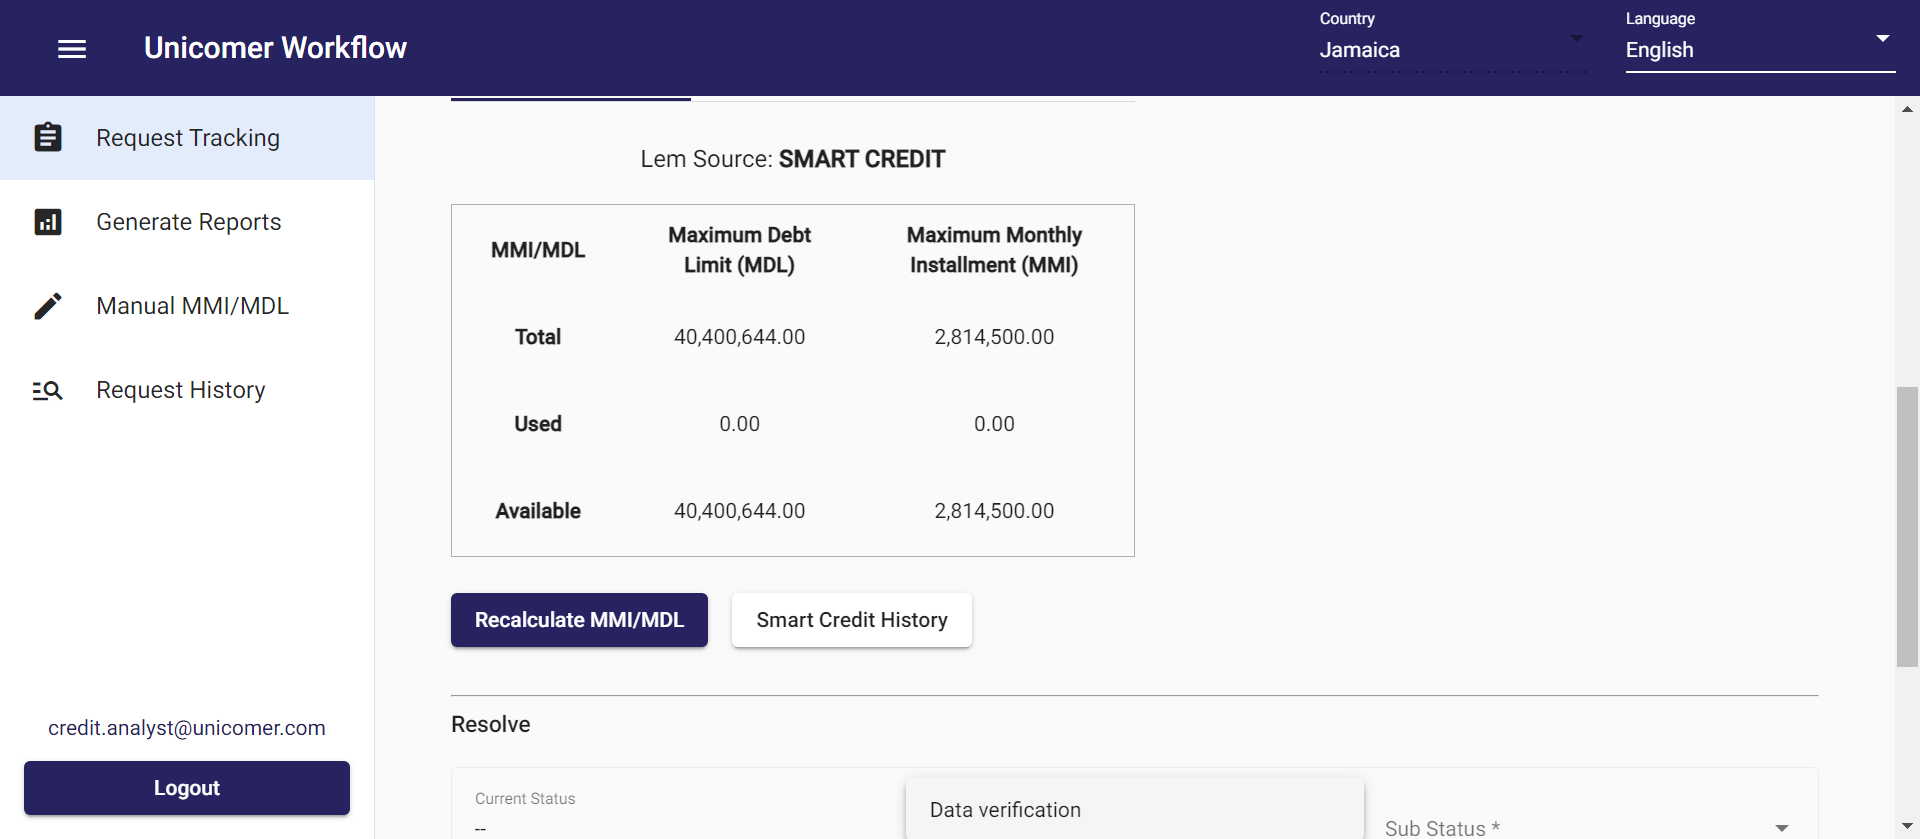 Unicomer Workflow
Country
Jamaica
Language
English
Request Tracking
Generate Reports
Manual MMI/MDL
Request History
credit.analyst@unicomer.com
Logout
Lem Source: SMART CREDIT
MMI/MDL
Maximum Debt
Limit (MDL)
Maximum Monthly
Installment (MMI)
Total 40,400,644.00 2,814,500.00
Used 0.00 0.00
Available 40,400,644.00 2,814,500.00
Recalculate MMI/MDL
Smart Credit History
Resolve
Current Status
--
Data verification
Sub Status *